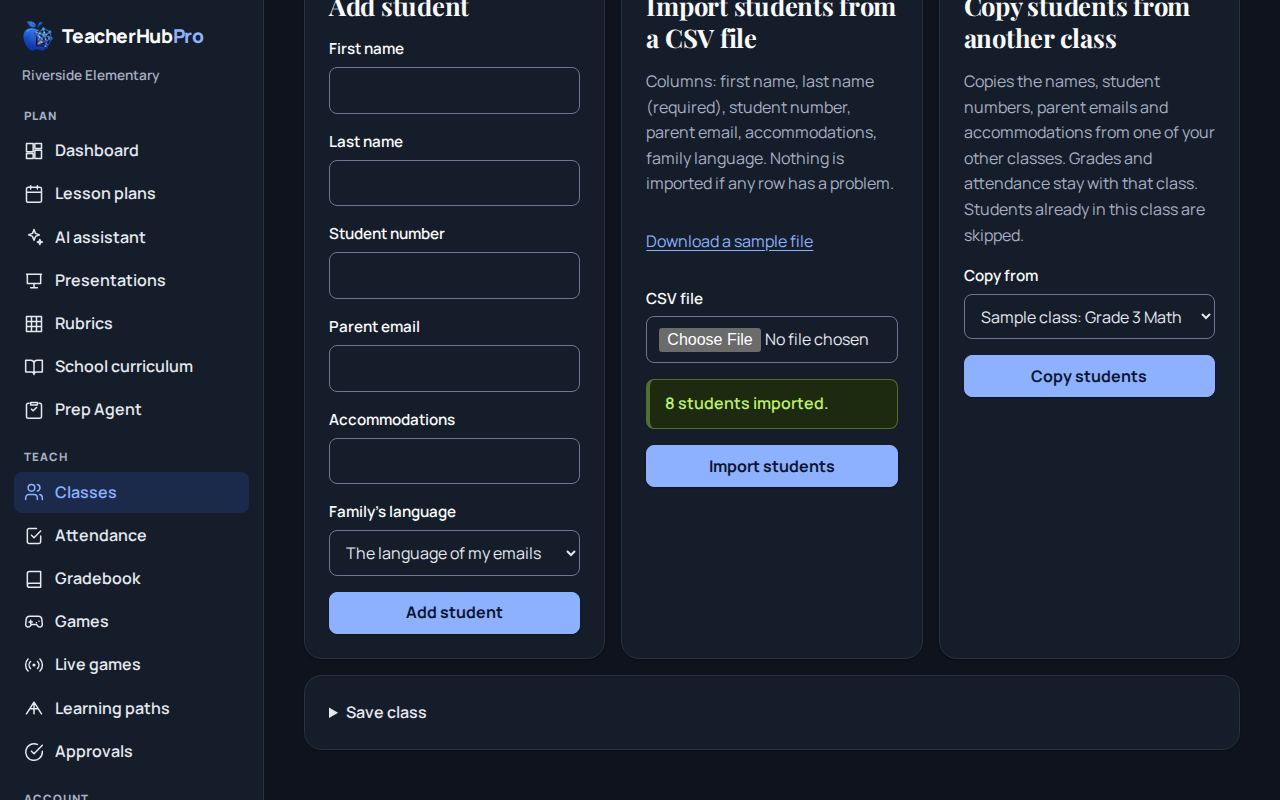 TeacherHubPro
Riverside Elementary
PLAN
Dashboard
Lesson plans
AI assistant
Presentations
Rubrics
School curriculum
Prep Agent
TEACH
Classes
Attendance
Gradebook
Games
Live games
Learning paths
Approvals
ACCOUNT
Add student
First name
Last name
Student number
Parent email
Accommodations
Family's language
The language of my emails
Add student
Import students from
a CSV file
Columns: first name, last name
(required), student number,
parent email, accommodations,
family language. Nothing is
imported if any row has a problem.
Download a sample file
CSV file
Choose File No file chosen
8 students imported.
Import students
Copy students from
another class
Copies the names, student
numbers, parent emails and
accommodations from one of your
other classes. Grades and
attendance stay with that class.
Students already in this class are
skipped.
Copy from
Sample class: Grade 3 Math
Copy students
Save class